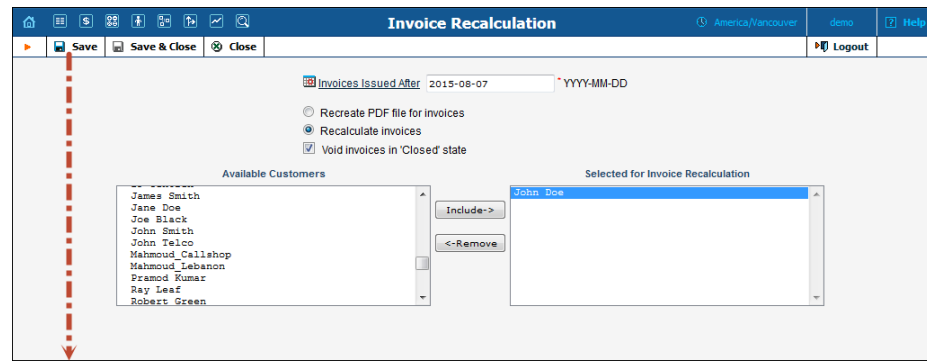 Invoice Recalculation
America/Vancouver
demo
Help
Save
Save & Close
Close
Logout
Invoices Issued After 2015-08-07 * YYYY-MM-DD
Recreate PDF file for invoices
Recalculate invoices
Void invoices in 'Closed' state
Available Customers
Selected for Invoice Recalculation
James Smith
Jane Doe
Joe Black
John Smith
John Telco
Mahmoud_Callshop
Mahmoud_Lebanon
Pramod Kumar
Ray Leaf
Robert Green
Include->
<-Remove
John Doe